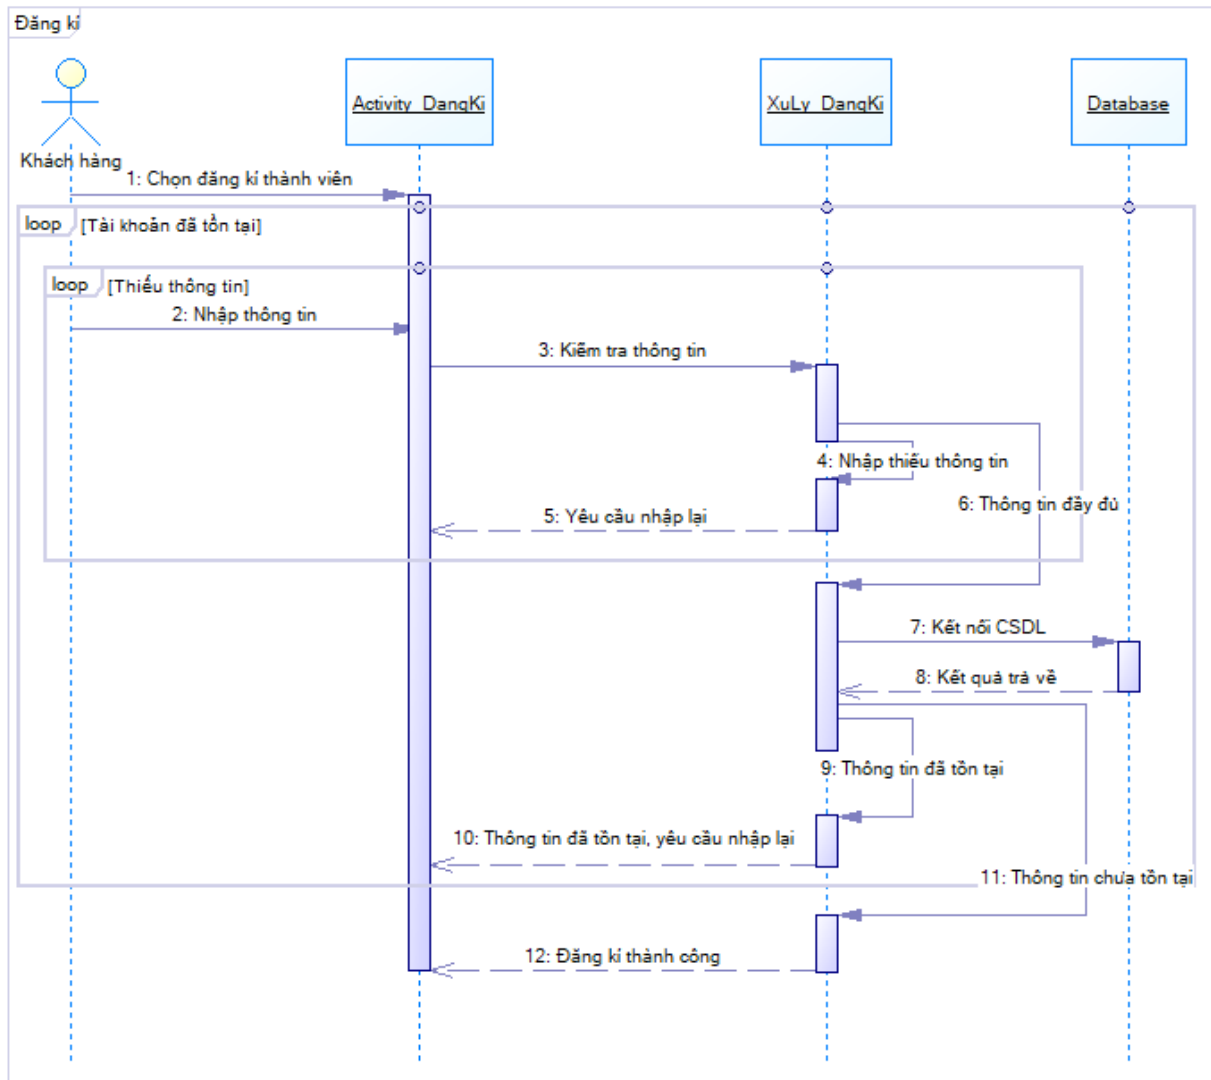 Đăng kí
Activity_DangKi
XuLy_DangKi
Database
Khách hàng
1: Chọn đăng kí thành viên
loop
[Tài khoản đã tồn tại]
loop
[Thiếu thông tin]
2: Nhập thông tin
3: Kiểm tra thông tin
4: Nhập thiếu thông tin
6: Thông tin đầy đủ
5: Yêu cầu nhập lại
7: Kết nối CSDL
8: Kết quả trả về
9: Thông tin đã tồn tại
10: Thông tin đã tồn tại, yêu cầu nhập lại
11: Thông tin chưa tồn tại
12: Đăng kí thành công